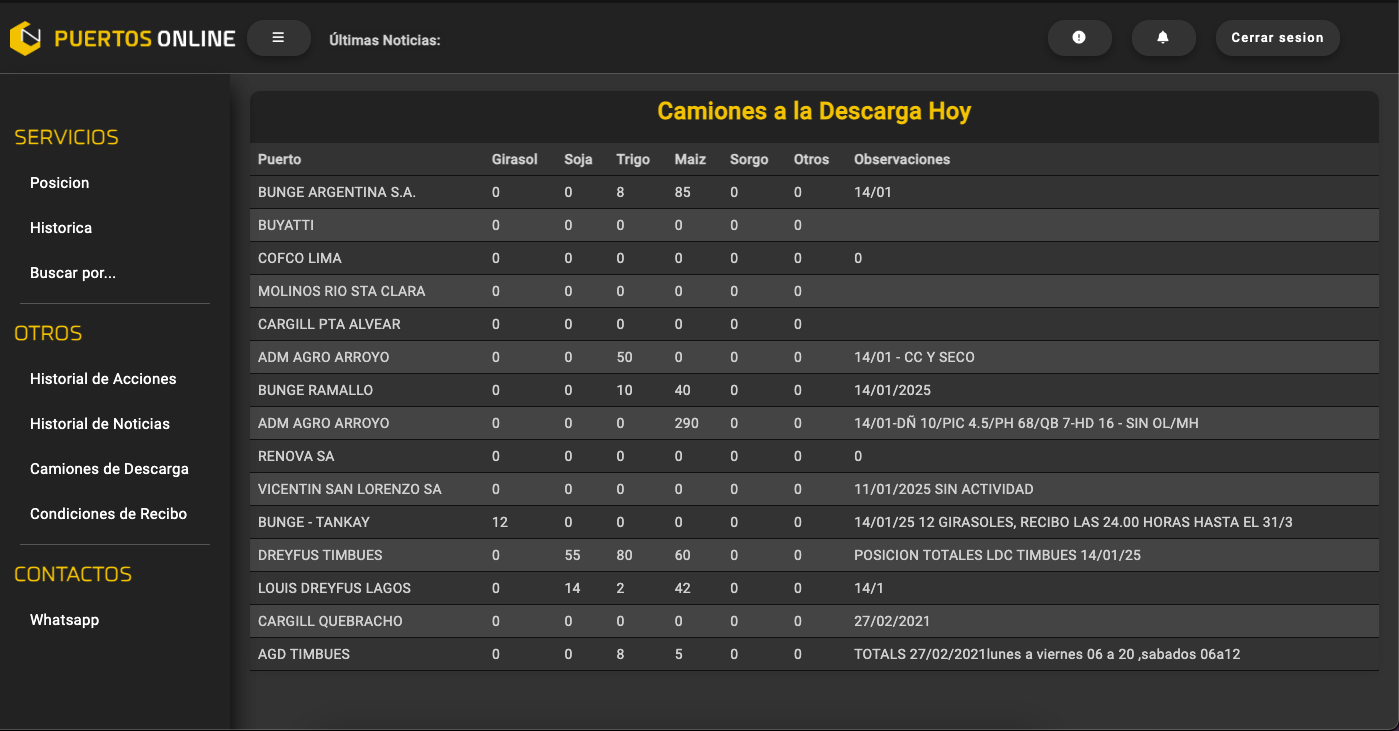 PUERTOS ONLINE
Últimas Noticias:
Cerrar sesion
SERVICIOS
Posicion
Historica
Buscar por...
OTROS
Historial de Acciones
Historial de Noticias
Camiones de Descarga
Condiciones de Recibo
CONTACTOS
Whatsapp
Camiones a la Descarga Hoy
Puerto Girasol Soja Trigo Maiz Sorgo Otros Observaciones
BUNGE ARGENTINA S.A. 0 0 8 85 0 0 14/01
BUYATTI 0 0 0 0 0 0
COFCO LIMA 0 0 0 0 0 0 0
MOLINOS RIO STA CLARA 0 0 0 0 0 0
CARGILL PTA ALVEAR 0 0 0 0 0 0
ADM AGRO ARROYO 0 0 50 0 0 0 14/01 - CC Y SECO
BUNGE RAMALLO 0 0 10 40 0 0 14/01/2025
ADM AGRO ARROYO 0 0 0 290 0 0 14/01-DÑ 10/PIC 4.5/PH 68/QB 7-HD 16 - SIN OL/MH
RENOVA SA 0 0 0 0 0 0 0
VICENTIN SAN LORENZO SA 0 0 0 0 0 0 11/01/2025 SIN ACTIVIDAD
BUNGE - TANKAY 12 0 0 0 0 0 14/01/25 12 GIRASOLES, RECIBO LAS 24.00 HORAS HASTA EL 31/3
DREYFUS TIMBUES 0 55 80 60 0 0 POSICION TOTALES LDC TIMBUES 14/01/25
LOUIS DREYFUS LAGOS 0 14 2 42 0 0 14/1
CARGILL QUEBRACHO 0 0 0 0 0 0 27/02/2021
AGD TIMBUES 0 0 8 5 0 0 TOTALS 27/02/2021lunes a viernes 06 a 20 ,sabados 06a12